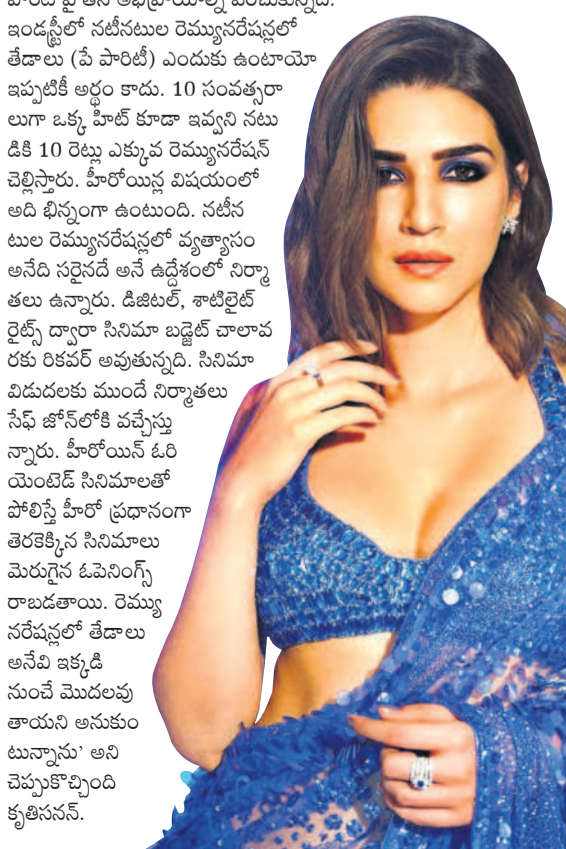 ఇండస్ట్రీలో నటీనటుల రెమ్యునరేషన్లలో
తేడాలు (పే పారిటీ) ఎందుకు ఉంటాయో
ఇప్పటికీ అర్థం కాదు. 10 సంవత్సరా
లుగా ఒక్క హిట్ కూడా ఇవ్వని నటు
డికి 10 రెట్లు ఎక్కువ రెమ్యునరేషన్
చెల్లిస్తారు. హీరోయిన్ల విషయంలో
అది భిన్నంగా ఉంటుంది. నటీన
టుల రెమ్యునరేషన్లలో వ్యత్యాసం
అనేది సరైనదే అనే ఉద్దేశంలో నిర్మా
తలు ఉన్నారు. డిజిటల్, శాటిలైట్
రైట్స్ ద్వారా సినిమా బడ్జెట్ చాలావ
రకు రికవర్ అవుతున్నది. సినిమా
విడుదలకు ముందే నిర్మాతలు
సేఫ్ జోన్‌లోకి వచ్చేస్తు
న్నారు. హీరోయిన్ ఓరి
యెంటెడ్ సినిమాలతో
పోలిస్తే హీరో ప్రధానంగా
తెరకెక్కిన సినిమాలు
మెరుగైన ఓపెనింగ్స్
రాబడతాయి. రెమ్యు
నరేషన్లలో తేడాలు
అనేవి ఇక్కడి
నుంచే మొదలవు
తాయని అనుకుం
టున్నాను' అని
చెప్పుకొచ్చింది
కృతిసనన్.